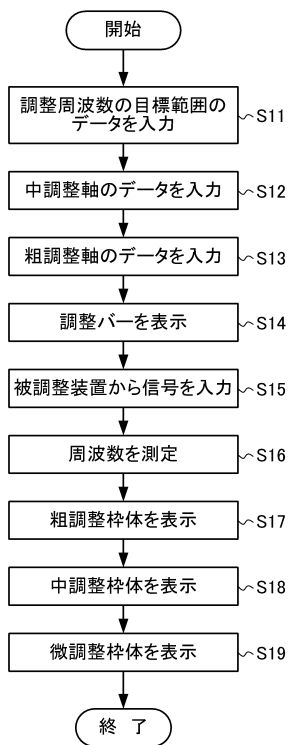 開始
調整周波数の目標範囲の
データを入力
S11
中調整軸のデータを入力
S12
粗調整軸のデータを入力
S13
調整バーを表示
S14
被調整装置から信号を入力
S15
周波数を測定
S16
粗調整枠体を表示
S17
中調整枠体を表示
S18
微調整枠体を表示
S19
終 了